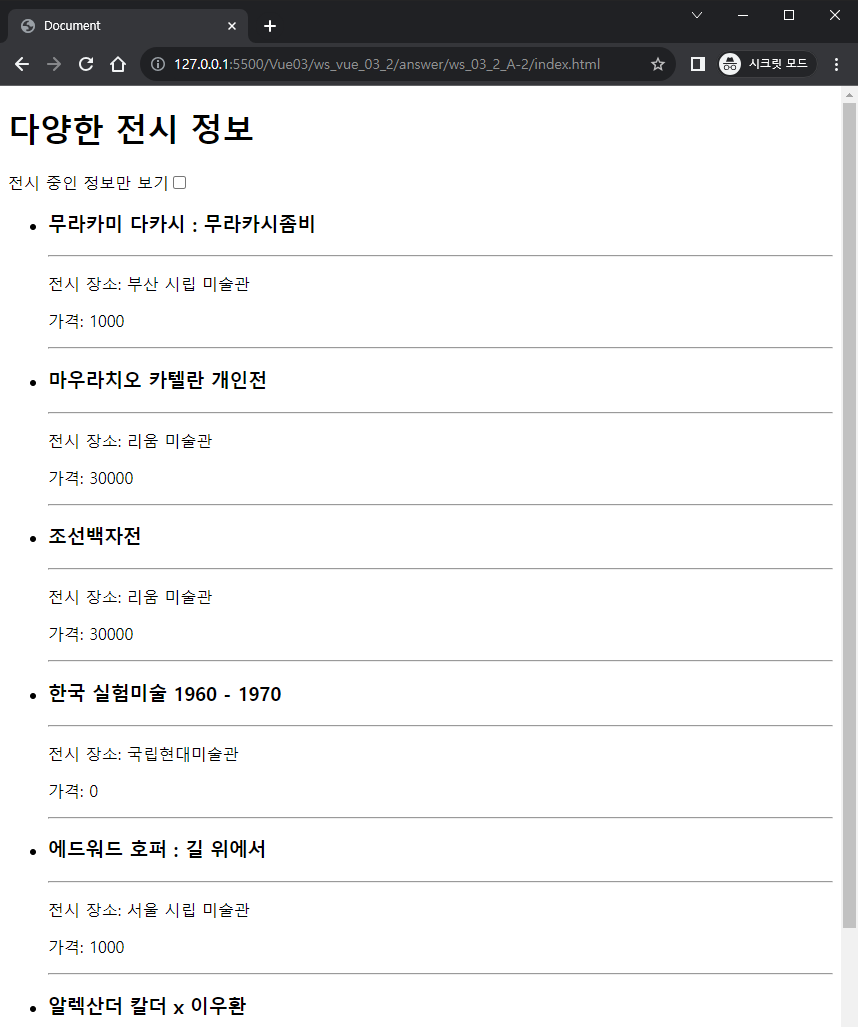 Document
127.0.0.1:5500/Vue03/ws_vue_03_2/answer/ws_03_2_A-2/index.html
시크릿 모드
다양한 전시 정보
전시 중인 정보만 보기
무라카미 다카시 : 무라카시좀비
전시 장소: 부산 시립 미술관
가격: 1000
마우라치오 카텔란 개인전
전시 장소: 리움 미술관
가격: 30000
조선백자전
전시 장소: 리움 미술관
가격: 30000
한국 실험미술 1960 - 1970
전시 장소: 국립현대미술관
가격: 0
에드워드 호퍼 : 길 위에서
전시 장소: 서울 시립 미술관
가격: 1000
알렉산더 칼더 x 이우환